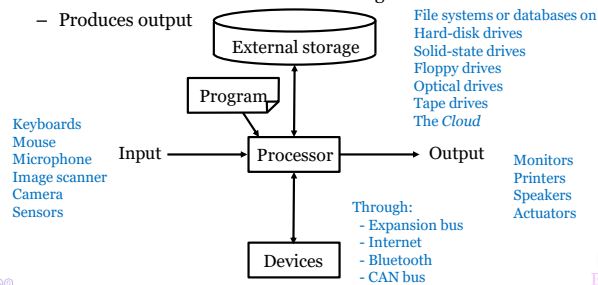 – Produces output
External storage
File systems or databases on
Hard-disk drives
Solid-state drives
Floppy drives
Optical drives
Tape drives
The Cloud
Program
Keyboards
Mouse
Microphone
Image scanner
Camera
Sensors
Input
Processor
Output
Monitors
Printers
Speakers
Actuators
Through:
- Expansion bus
- Internet
- Bluetooth
- CAN bus
Devices